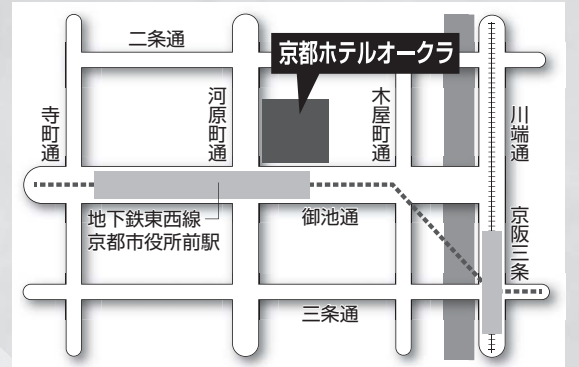 二条通
京都ホテルオークラ
寺町通
河原町通
木屋町通
川端通
地下鉄東西線
京都市役所前駅
御池通
京阪三条
三条通